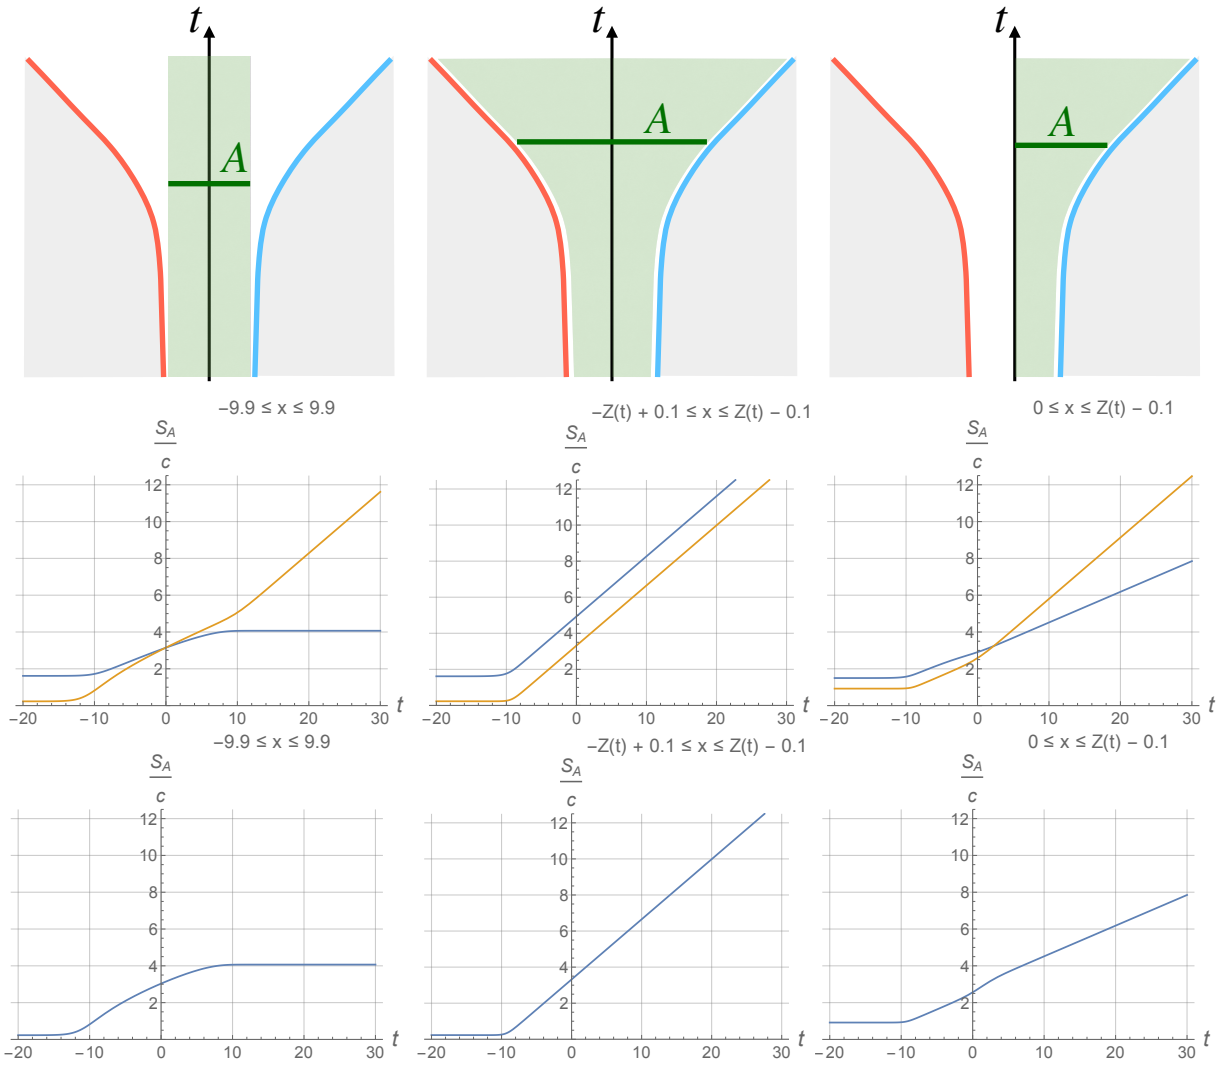 t t t
A A A
−9.9 ≤ x ≤ 9.9 −Z(t) + 0.1 ≤ x ≤ Z(t) − 0.1 0 ≤ x ≤ Z(t) − 0.1
S_A S_A S_A
c c c
12 12 12
10 10 10
8 8 8
6 6 6
4 4 4
2 2 2
−20 −10 0 10 20 30 t −20 −10 0 10 20 30 t −20 −10 0 10 20 30 t
−9.9 ≤ x ≤ 9.9 −Z(t) + 0.1 ≤ x ≤ Z(t) − 0.1 0 ≤ x ≤ Z(t) − 0.1
S_A S_A S_A
c c c
12 12 12
10 10 10
8 8 8
6 6 6
4 4 4
2 2 2
−20 −10 0 10 20 30 t −20 −10 0 10 20 30 t −20 −10 0 10 20 30 t